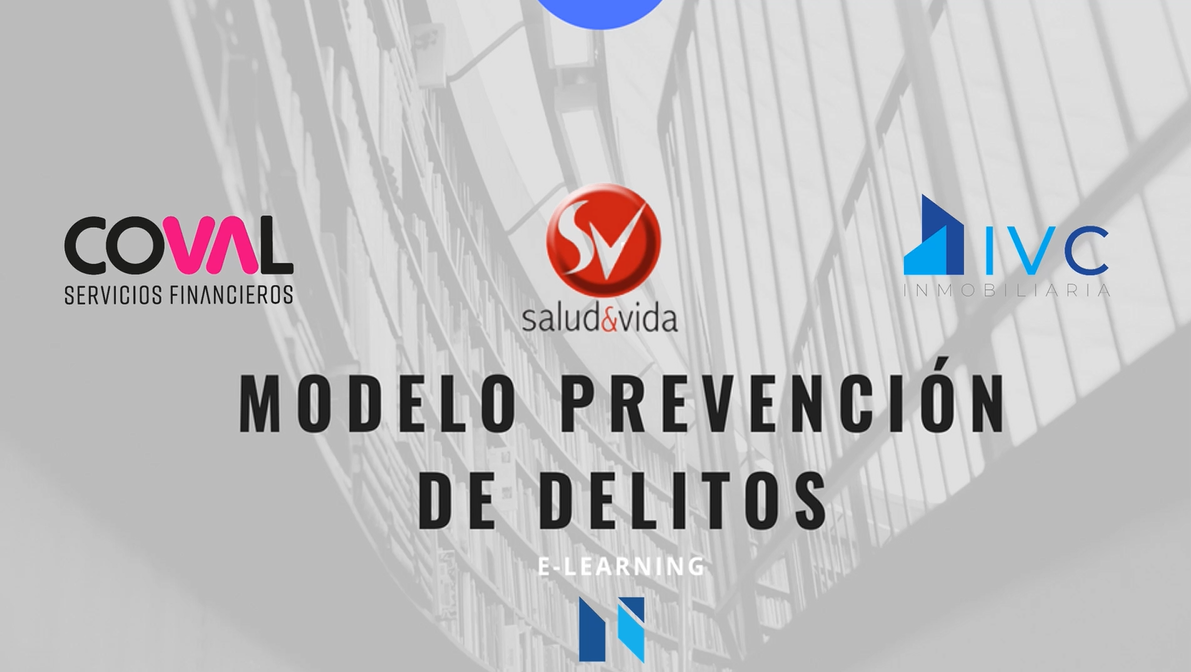 COVAL
SERVICIOS FINANCIEROS
SV
salud&vida
IVC
INMOBILIARIA
MODELO PREVENCIÓN
DE DELITOS
E-LEARNING